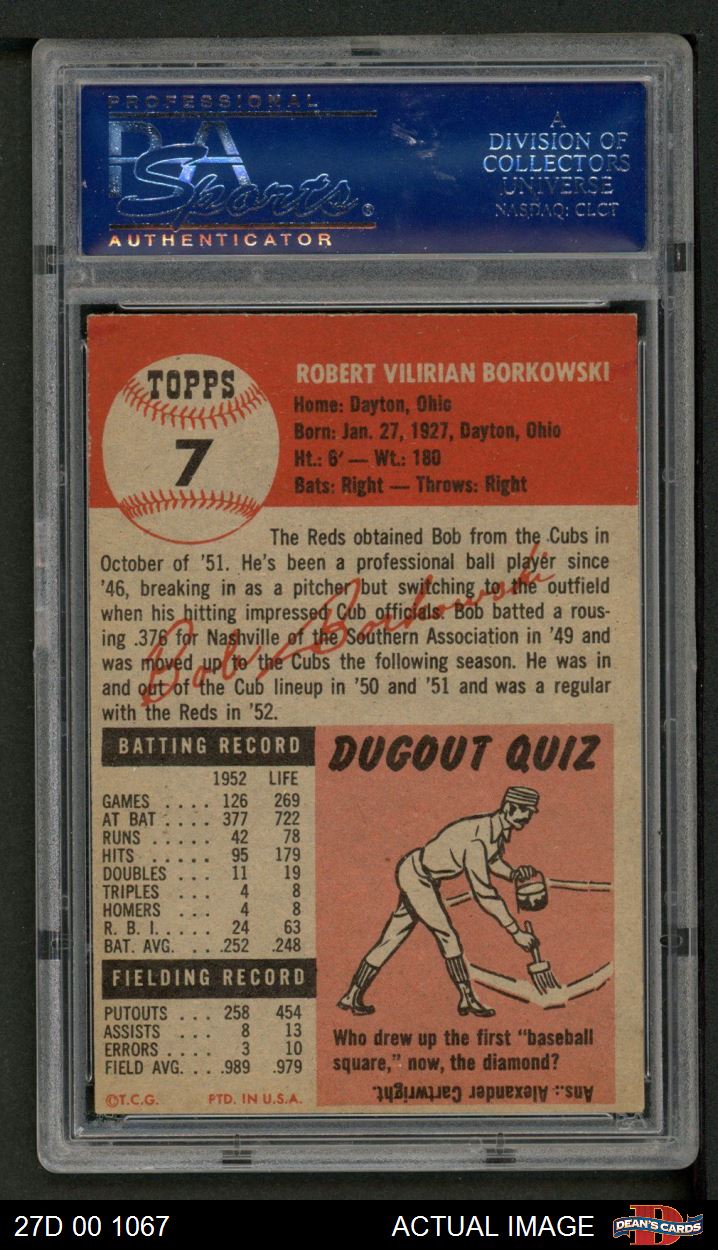 PROFESSIONAL
PSA
Sports®
AUTHENTICATOR
A
DIVISION OF
COLLECTORS
UNIVERSE
NASDAQ: CLCT
TOPPS
7
ROBERT VILIRIAN BORKOWSKI
Home: Dayton, Ohio
Born: Jan. 27, 1927, Dayton, Ohio
Ht.: 6' — Wt.: 180
Bats: Right — Throws: Right
The Reds obtained Bob from the Cubs in
October of '51. He's been a professional ball player since
'46, breaking in as a pitcher but switching to the outfield
when his hitting impressed Cub officials. Bob batted a rous-
ing .376 for Nashville of the Southern Association in '49 and
was moved up to the Cubs the following season. He was in
and out of the Cub lineup in '50 and '51 and was a regular
with the Reds in '52.
Bob Borkowski
BATTING RECORD
1952 LIFE
GAMES .... 126 269
AT BAT .... 377 722
RUNS ..... 42 78
HITS ..... 95 179
DOUBLES ... 11 19
TRIPLES ... 4 8
HOMERS ... 4 8
R. B. I. .... 24 63
BAT. AVG. .. .252 .248
FIELDING RECORD
PUTOUTS ... 258 454
ASSISTS ... 8 13
ERRORS .... 3 10
FIELD AVG. .. .989 .979
©T.C.G. PTD. IN U.S.A.
DUGOUT QUIZ
Who drew up the first "baseball
square," now, the diamond?
Ans.: Alexander Cartwright.
27D 00 1067
ACTUAL IMAGE
D
DEAN'S CARDS